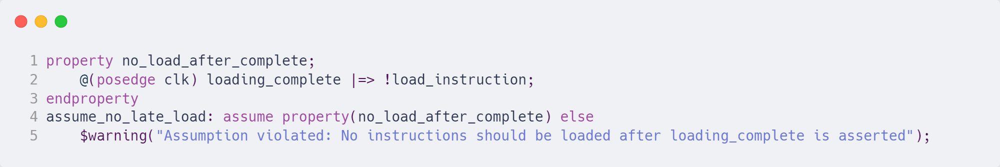 1 property no_load_after_complete;
2     @(posedge clk) loading_complete |=> !load_instruction;
3 endproperty
4 assume_no_late_load: assume property(no_load_after_complete) else
5     $warning("Assumption violated: No instructions should be loaded after loading_complete is asserted");